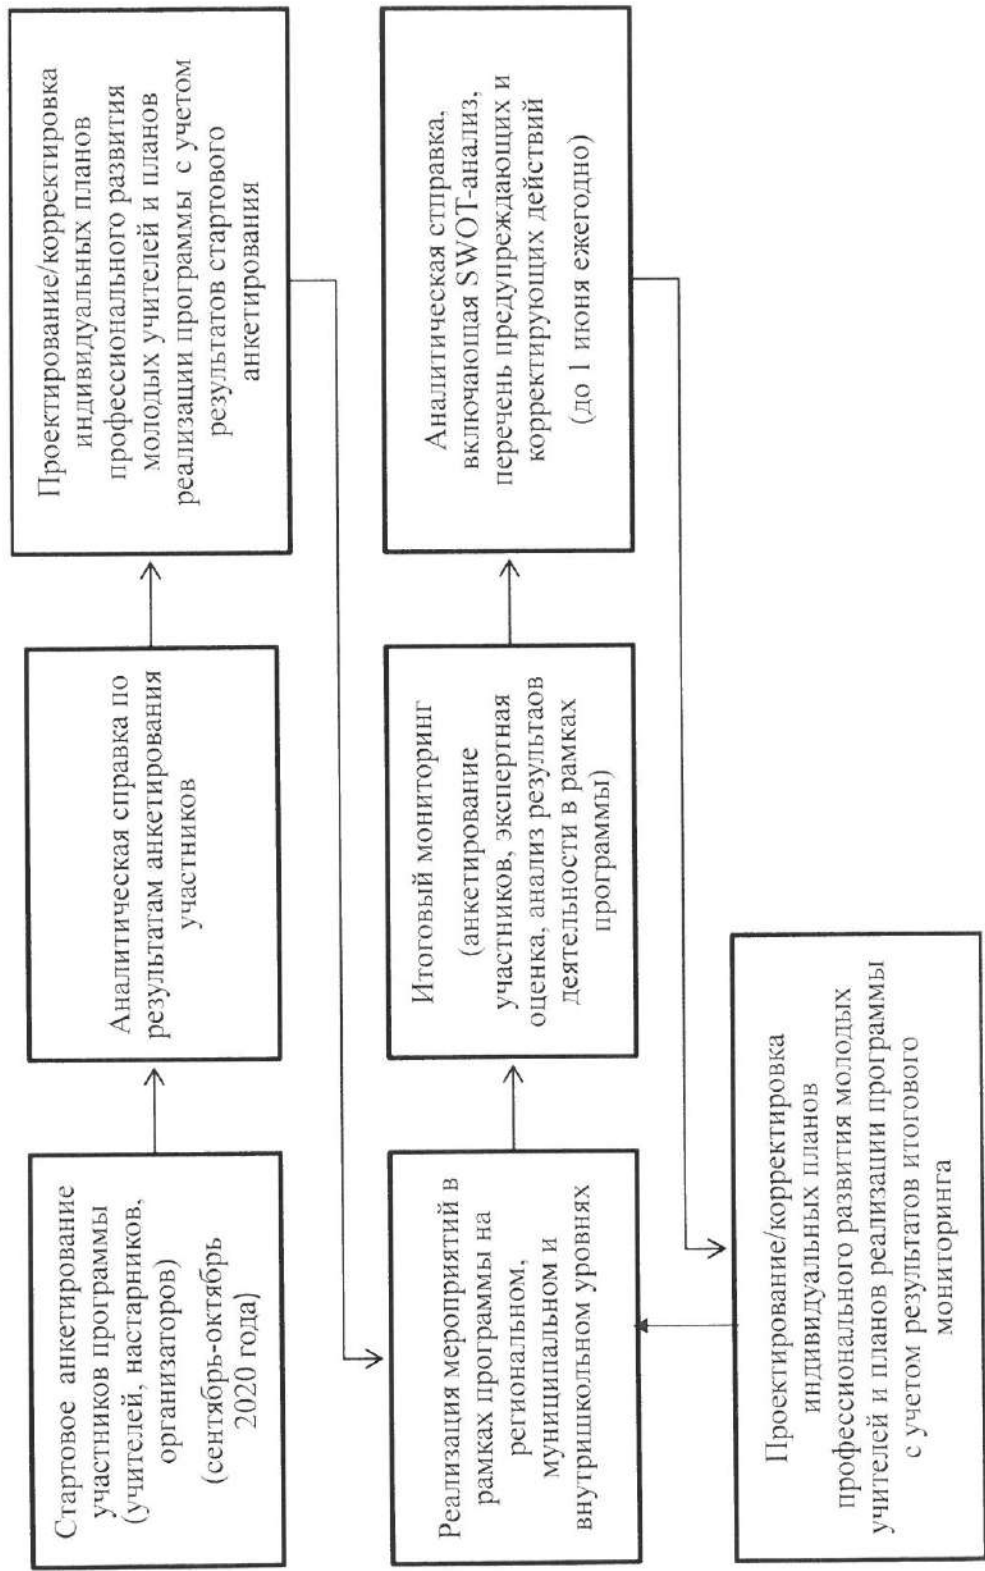 Стартовое анкетирование
участников программы
(учителей, настарников,
организаторов)
(сентябрь-октябрь
2020 года)
Аналитическая справка по
результатам анкетирования
участников
Проектирование/корректировка
индивидуальных планов
профессионального развития
молодых учителей и планов
реализации программы с учетом
результатов стартового
анкетирования
Реализация мероприятий в
рамках программы на
региональном,
муниципальном и
внутришкольном уровнях
Итоговый мониторинг
(анкетирование
участников, экспертная
оценка, анализ результаов
деятельности в рамках
программы)
Аналитическая стправка,
включающая SWOT-анализ,
перечень предупреждающих и
корректирующих действий
(до 1 июня ежегодно)
Проектирование/корректировка
индивидуальных планов
профессионального развития молодых
учителей и планов реализации программы
с учетом результатов итогового
мониторинга